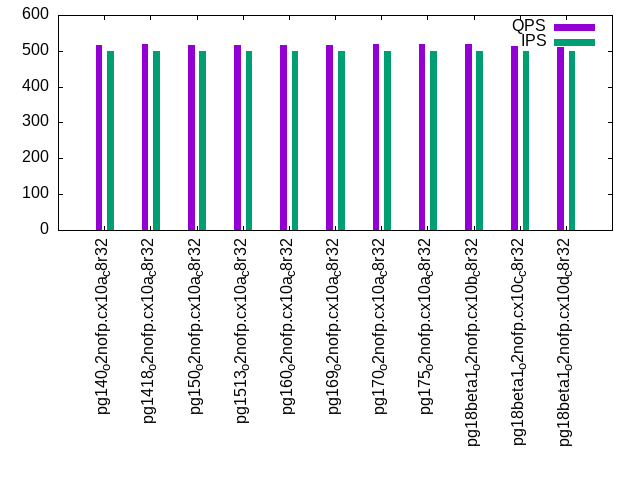 600
500
400
300
200
100
0
QPS
IPS
pg140o2nofp.cx10ac8r32
pg1418o2nofp.cx10ac8r32
pg150o2nofp.cx10ac8r32
pg1513o2nofp.cx10ac8r32
pg160o2nofp.cx10ac8r32
pg169o2nofp.cx10ac8r32
pg170o2nofp.cx10ac8r32
pg175o2nofp.cx10ac8r32
pg18beta1o2nofp.cx10bc8r32
pg18beta1o2nofp.cx10cc8r32
pg18beta1o2nofp.cx10dc8r32